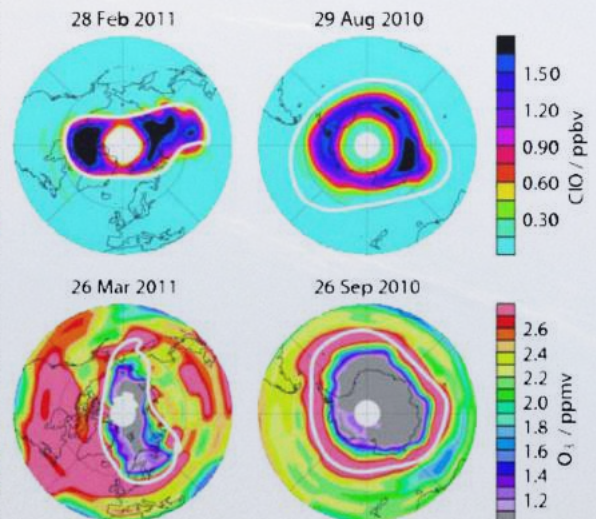 28 Feb 2011
29 Aug 2010
1.50
1.20
0.90
0.60
0.30
ClO / ppbv
26 Mar 2011
26 Sep 2010
2.6
2.4
2.2
2.0
1.8
1.6
1.4
1.2
O₃ / ppmv